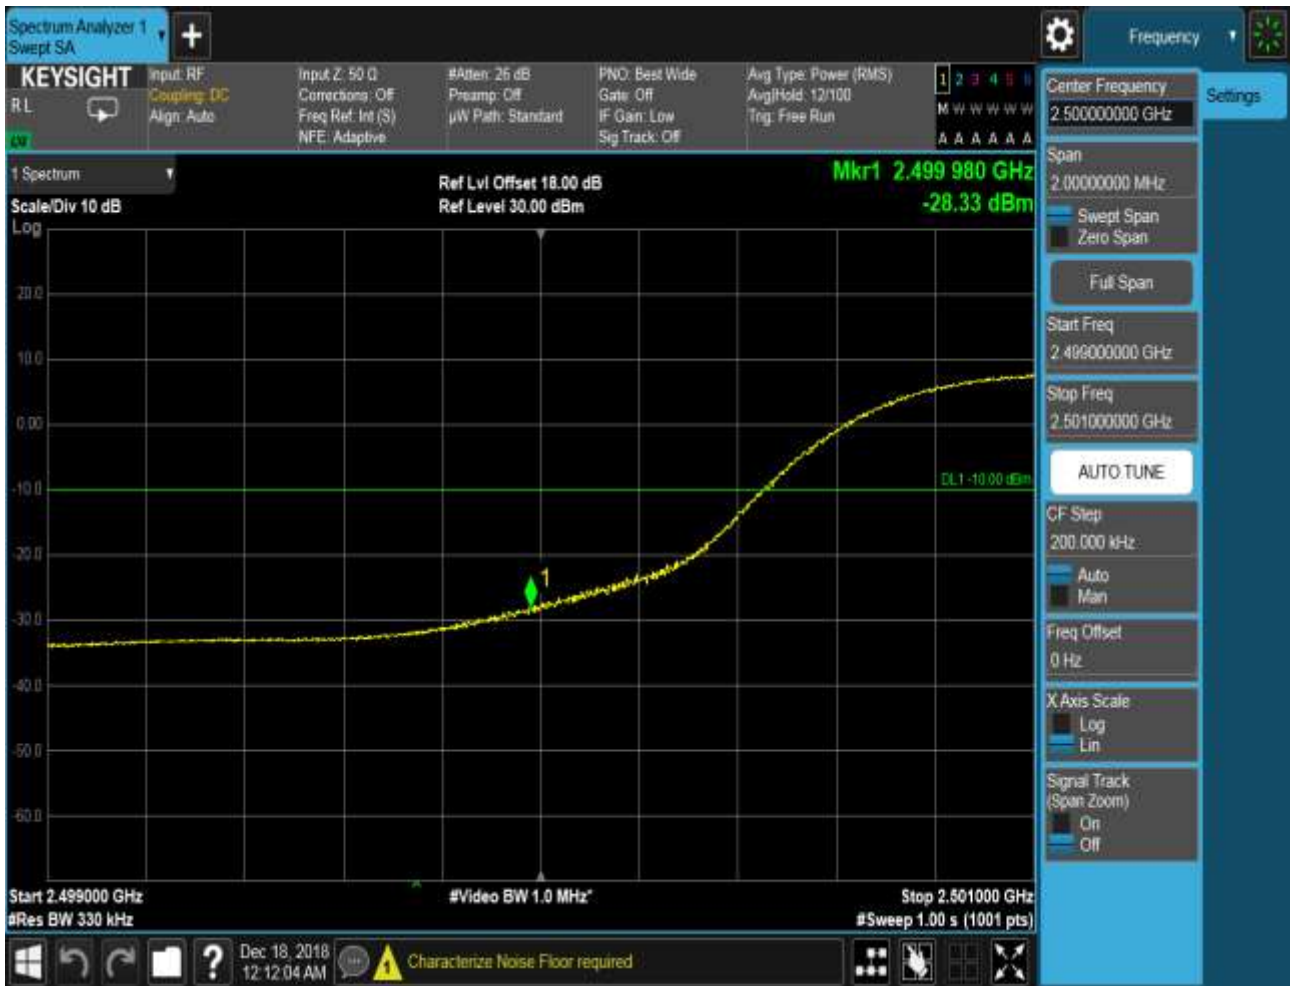 Spectrum Analyzer 1
Swept SA
Frequency
KEYSIGHT
RL
Input: RF
Coupling: DC
Align: Auto
Input Z: 50 Ω
Corrections: Off
Freq Ref: Int (S)
NFE: Adaptive
#Atten: 26 dB
Preamp: Off
µW Path: Standard
PNO: Best Wide
Gate: Off
IF Gain: Low
Sig Track: Off
Avg Type: Power (RMS)
Avg|Hold: 12/100
Trig: Free Run
1 2 3 4 5 6
M W W W W W
A A A A A A
Center Frequency
2.500000000 GHz
Settings
1 Spectrum
Scale/Div 10 dB
Log
Ref Lvl Offset 18.00 dB
Ref Level 30.00 dBm
Mkr1 2.499 980 GHz
-28.33 dBm
20.0
10.0
0.00
-10.0
-20.0
-30.0
-40.0
-50.0
-60.0
DL1 -10.00 dBm
1
Span
2.00000000 MHz
Swept Span
Zero Span
Full Span
Start Freq
2.499000000 GHz
Stop Freq
2.501000000 GHz
AUTO TUNE
CF Step
200.000 kHz
Auto
Man
Freq Offset
0 Hz
X Axis Scale
Log
Lin
Signal Track
(Span Zoom)
On
Off
Start 2.499000 GHz
#Res BW 330 kHz
#Video BW 1.0 MHz*
Stop 2.501000 GHz
#Sweep 1.00 s (1001 pts)
?
Dec 18, 2018
12:12:04 AM
1
Characterize Noise Floor required